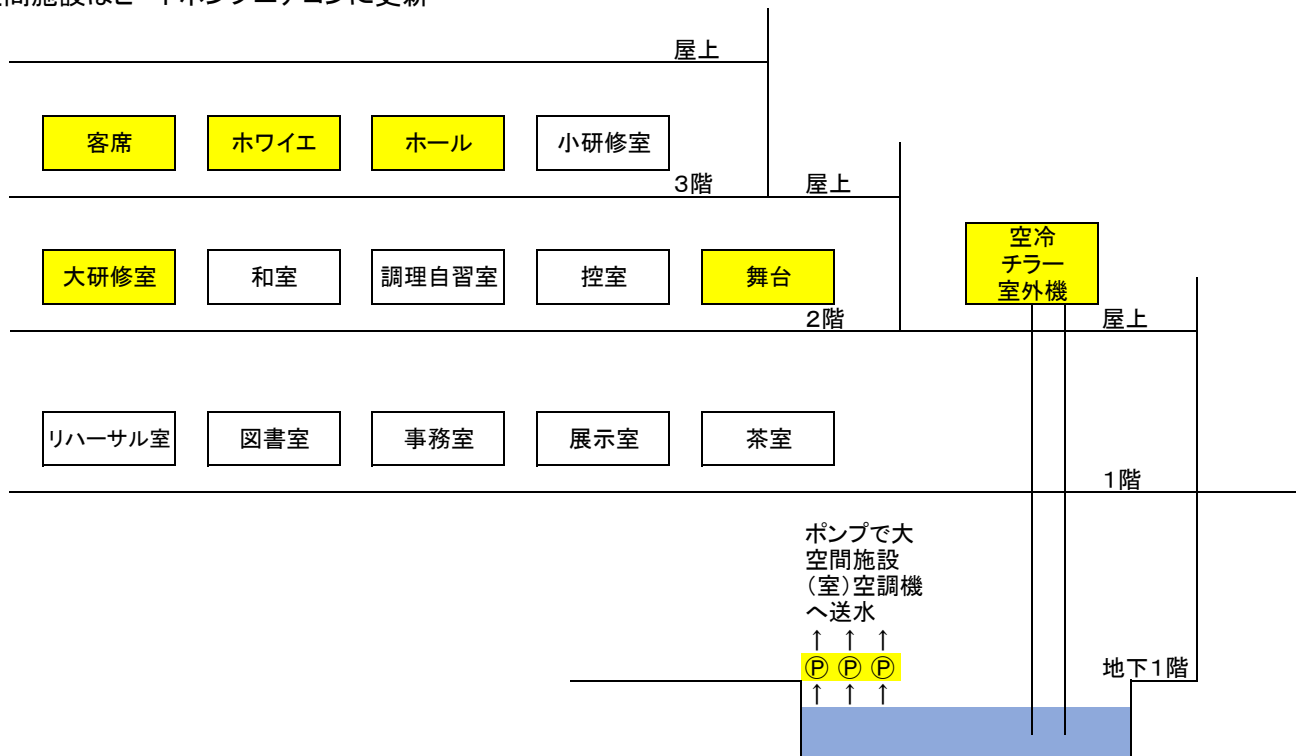 屋上
客席
ホワイエ
ホール
小研修室
3階
屋上
大研修室
和室
調理自習室
控室
舞台
空冷
チラー
室外機
2階
屋上
リハーサル室
図書室
事務室
展示室
茶室
1階
ポンプで大
空間施設
(室)空調機
へ送水
↑ ↑ ↑
Ⓟ Ⓟ Ⓟ
↑ ↑ ↑
地下1階